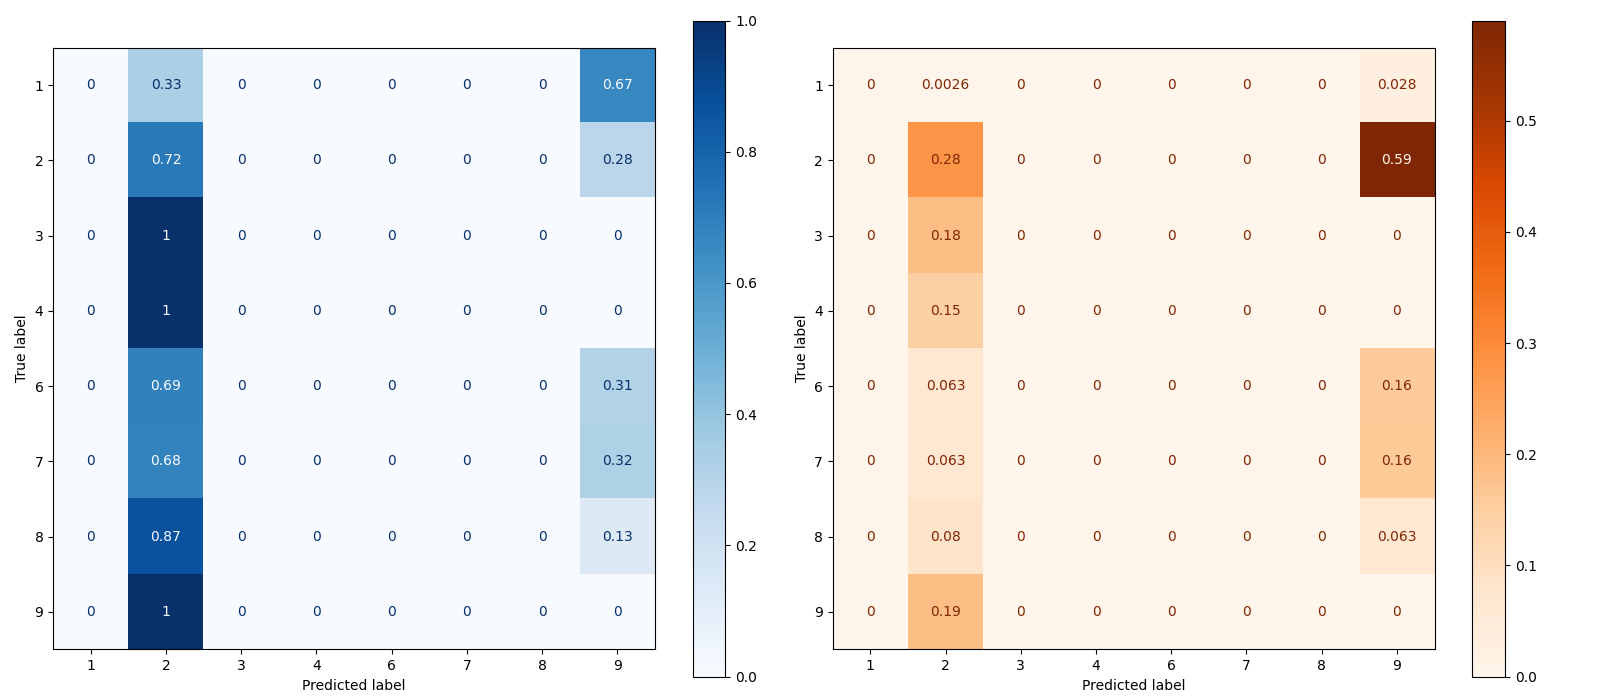 1 0 0.33 0 0 0 0 0 0.67
2 0 0.72 0 0 0 0 0 0.28
3 0 1 0 0 0 0 0 0
4 0 1 0 0 0 0 0 0
6 0 0.69 0 0 0 0 0 0.31
7 0 0.68 0 0 0 0 0 0.32
8 0 0.87 0 0 0 0 0 0.13
9 0 1 0 0 0 0 0 0
1 2 3 4 6 7 8 9
True label
Predicted label
1.0
0.8
0.6
0.4
0.2
0.0
1 0 0.0026 0 0 0 0 0 0.028
2 0 0.28 0 0 0 0 0 0.59
3 0 0.18 0 0 0 0 0 0
4 0 0.15 0 0 0 0 0 0
6 0 0.063 0 0 0 0 0 0.16
7 0 0.063 0 0 0 0 0 0.16
8 0 0.08 0 0 0 0 0 0.063
9 0 0.19 0 0 0 0 0 0
1 2 3 4 6 7 8 9
True label
Predicted label
0.5
0.4
0.3
0.2
0.1
0.0